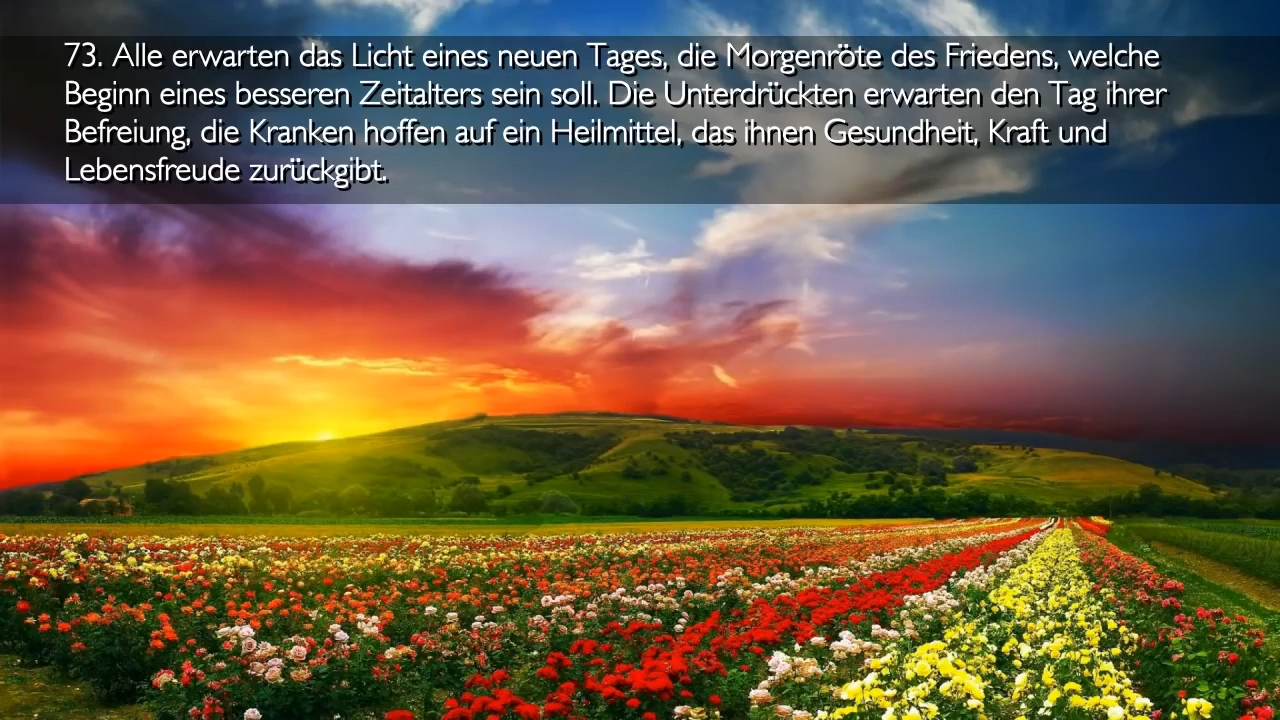 73. Alle erwarten das Licht eines neuen Tages, die Morgenröte des Friedens, welche
Beginn eines besseren Zeitalters sein soll. Die Unterdrückten erwarten den Tag ihrer
Befreiung, die Kranken hoffen auf ein Heilmittel, das ihnen Gesundheit, Kraft und
Lebensfreude zurückgibt.